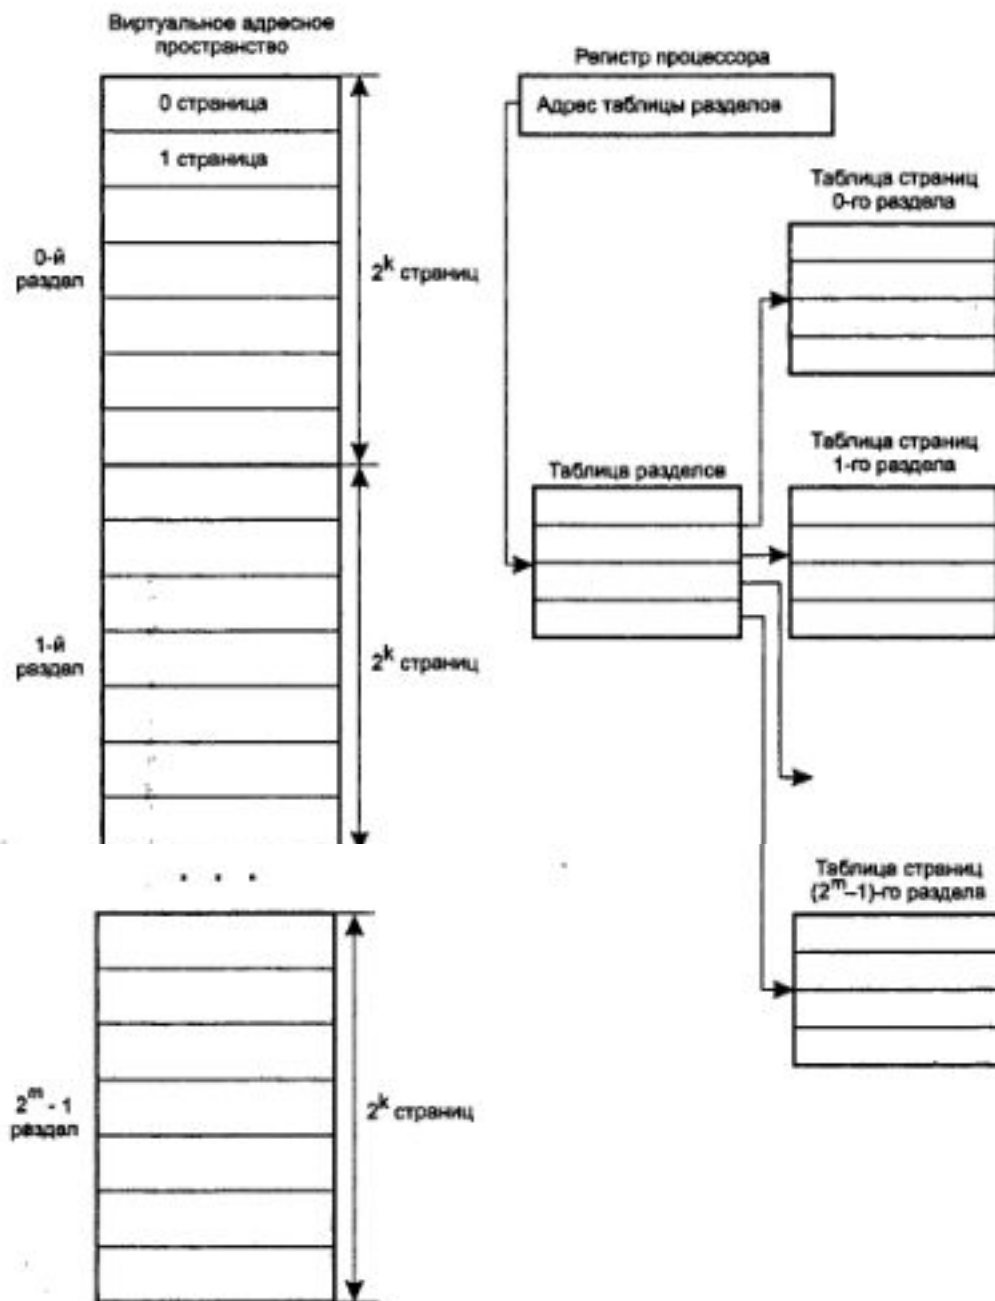 Виртуальное адресное
пространство
0 страница
1 страница
0-й
раздел
2^k страниц
1-й
раздел
2^k страниц
. . .
2^m - 1
раздел
2^k страниц
Регистр процессора
Адрес таблицы разделов
Таблица разделов
Таблица страниц
0-го раздела
Таблица страниц
1-го раздела
Таблица страниц
(2^m–1)-го раздела